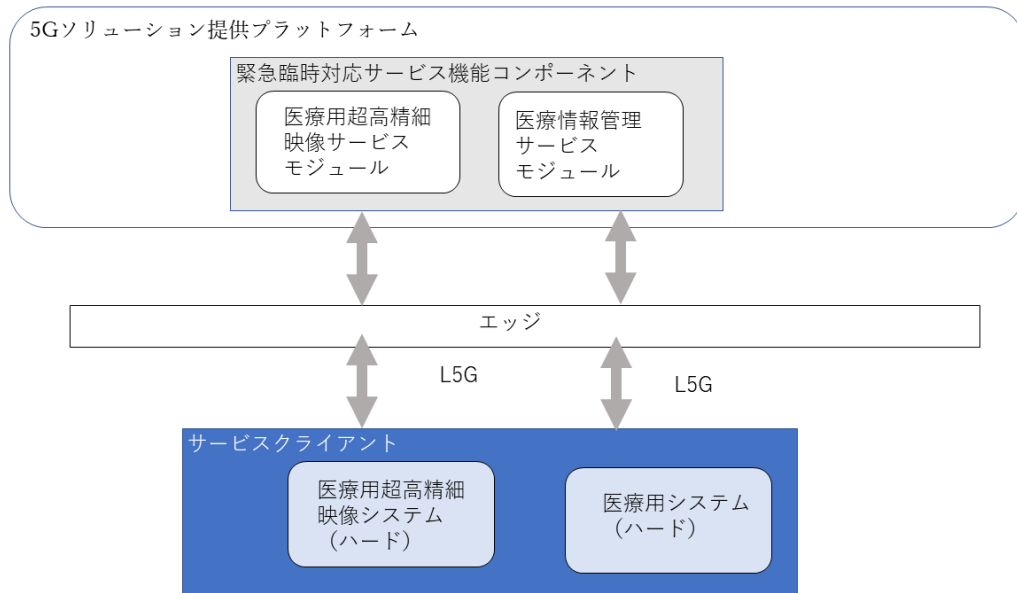 5Gソリューション提供プラットフォーム
緊急臨時対応サービス機能コンポーネント
医療用超高精細
映像サービス
モジュール
医療情報管理
サービス
モジュール
エッジ
L5G
L5G
サービスクライアント
医療用超高精細
映像システム
（ハード）
医療用システム
（ハード）